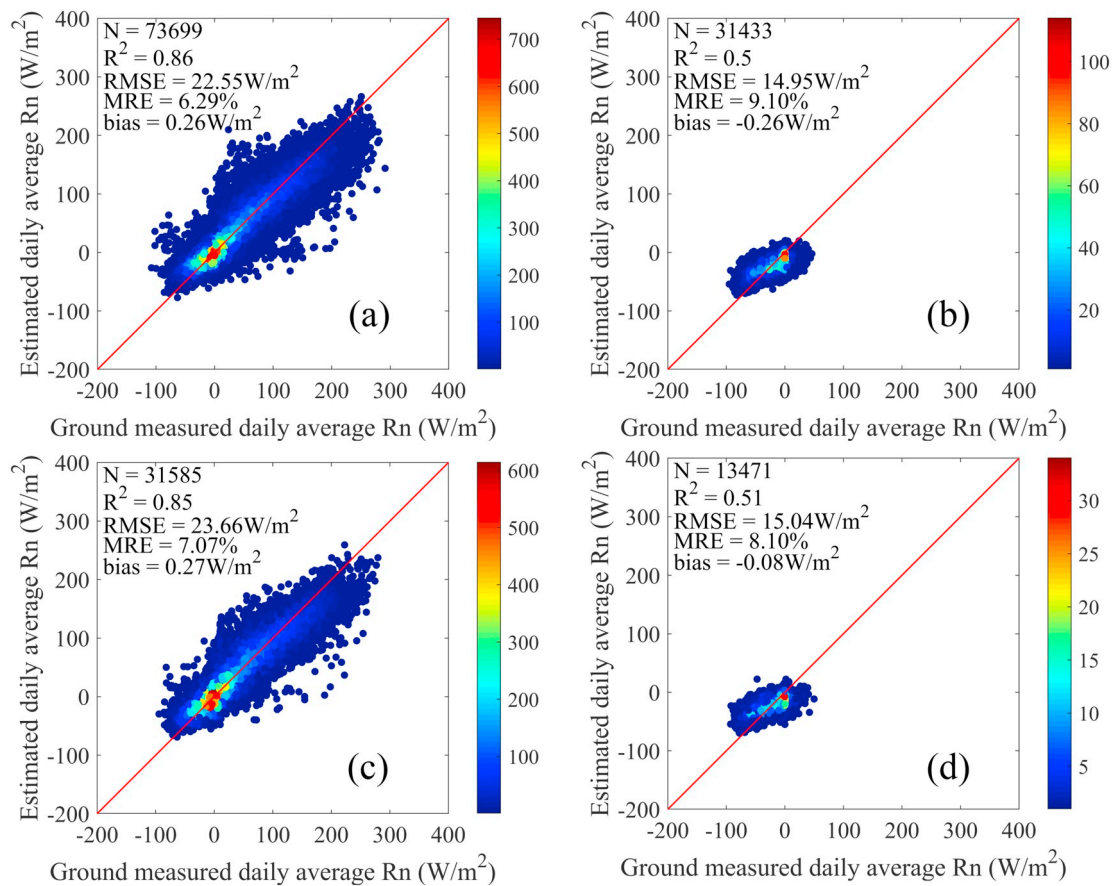 N = 73699
R² = 0.86
RMSE = 22.55W/m²
MRE = 6.29%
bias = 0.26W/m²
400
300
200
100
0
-100
-200
-200 -100 0 100 200 300 400
Estimated daily average Rn (W/m²)
Ground measured daily average Rn (W/m²)
(a)
700
600
500
400
300
200
100
N = 31433
R² = 0.5
RMSE = 14.95W/m²
MRE = 9.10%
bias = -0.26W/m²
400
300
200
100
0
-100
-200
-200 -100 0 100 200 300 400
Estimated daily average Rn (W/m²)
Ground measured daily average Rn (W/m²)
(b)
100
80
60
40
20
N = 31585
R² = 0.85
RMSE = 23.66W/m²
MRE = 7.07%
bias = 0.27W/m²
400
300
200
100
0
-100
-200
-200 -100 0 100 200 300 400
Estimated daily average Rn (W/m²)
Ground measured daily average Rn (W/m²)
(c)
600
500
400
300
200
100
N = 13471
R² = 0.51
RMSE = 15.04W/m²
MRE = 8.10%
bias = -0.08W/m²
400
300
200
100
0
-100
-200
-200 -100 0 100 200 300 400
Estimated daily average Rn (W/m²)
Ground measured daily average Rn (W/m²)
(d)
30
25
20
15
10
5